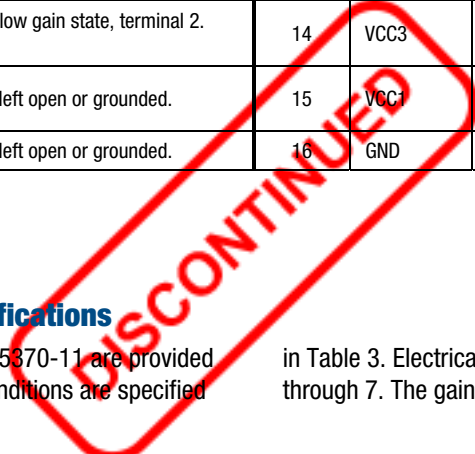 low gain state, terminal 2. 14 VCC3
left open or grounded. 15 VCC1
left open or grounded. 16 GND
DISCONTINUED
fications
5370-11 are provided
nditions are specified
in Table 3. Electrica
through 7. The gain